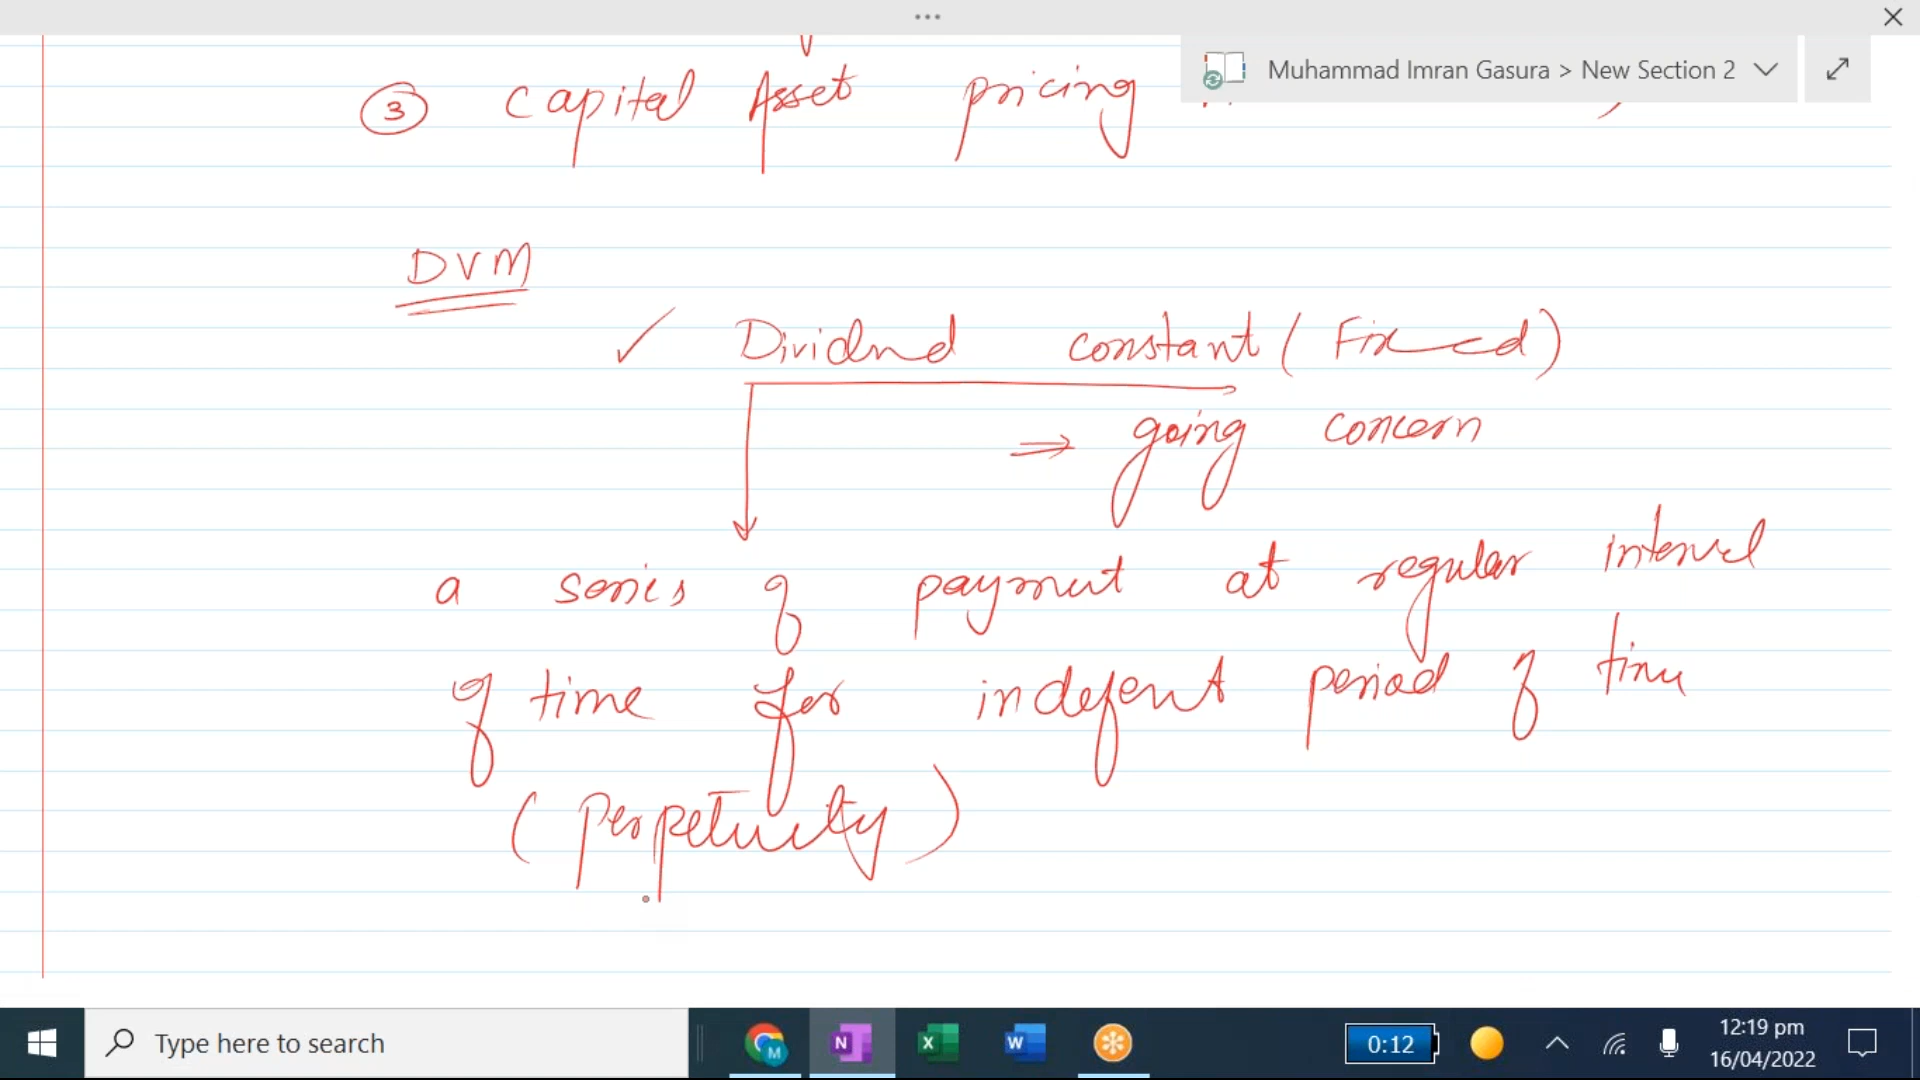 ...
Muhammad Imran Gasura > New Section 2
③ Capital Asset pricing
DVM
✓ Dividnd constant (Fixed)
⇒ going concern
a series of paymnt at regular interval
of time for indefent period of time
(Perpetuity)
Type here to search
0:12
12:19 pm
16/04/2022